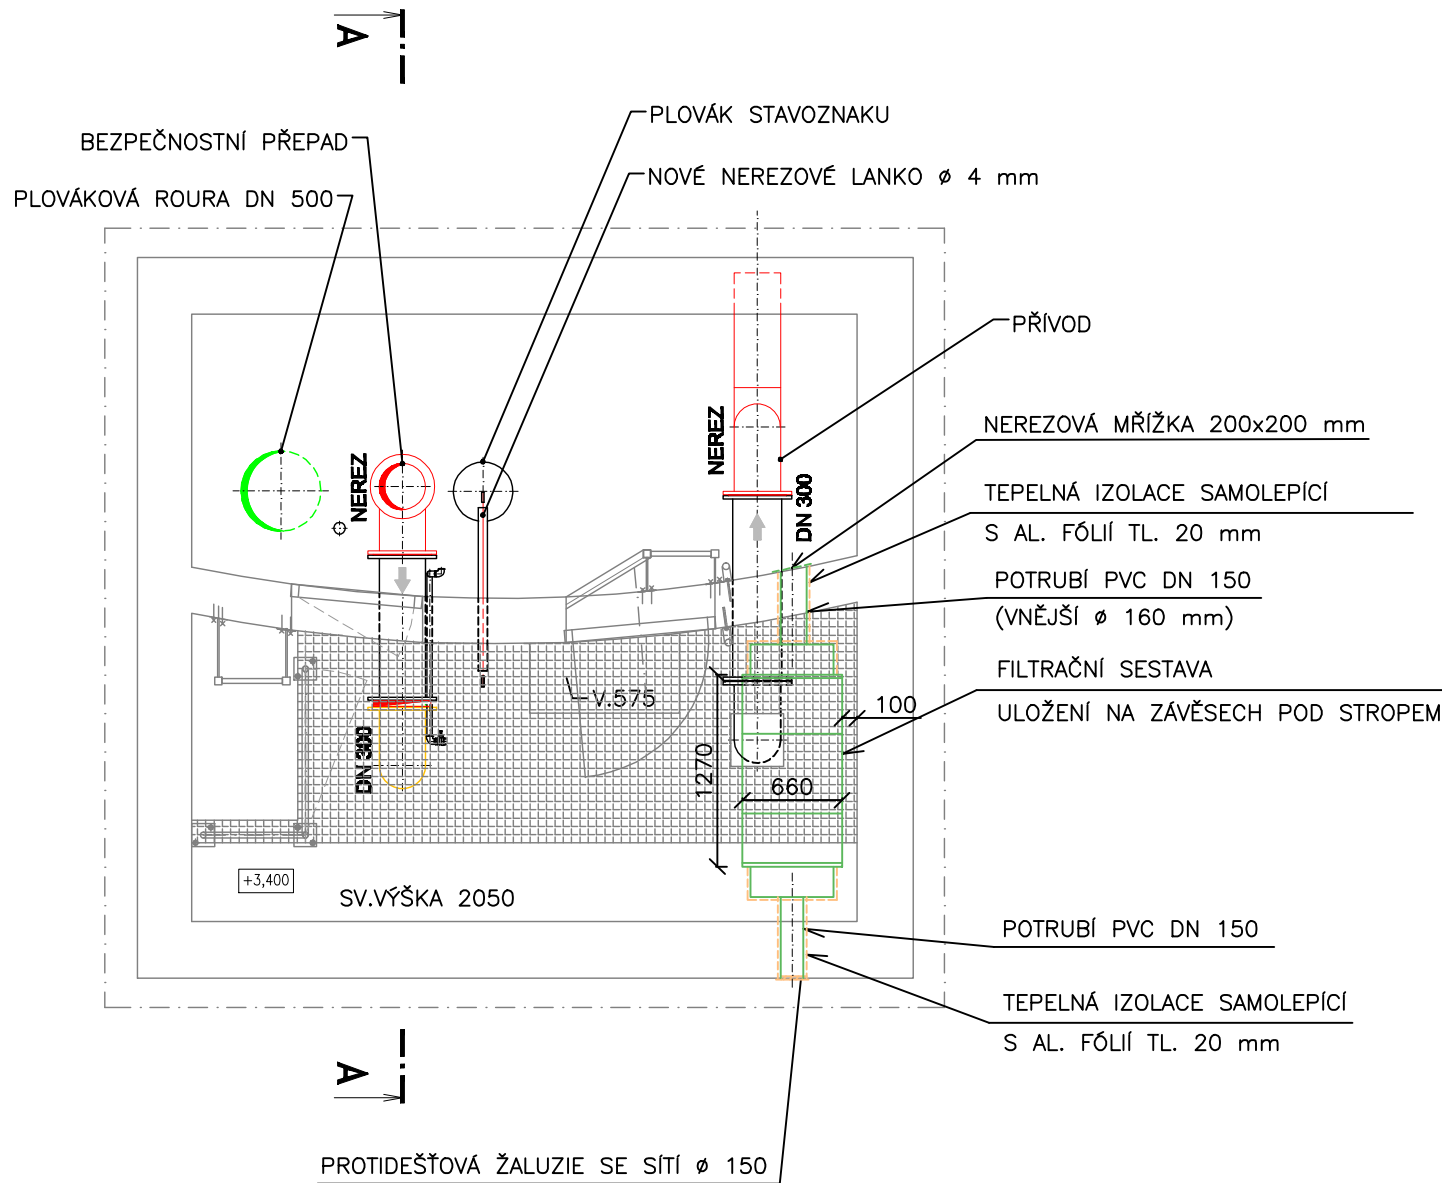 A
PLOVÁK STAVOZNAKU
BEZPEČNOSTNÍ PŘEPAD
NOVÉ NEREZOVÉ LANKO ø 4 mm
PLOVÁKOVÁ ROURA DN 500
PŘÍVOD
NEREZOVÁ MŘÍŽKA 200x200 mm
NEREZ
NEREZ
DN 300
TEPELNÁ IZOLACE SAMOLEPÍCÍ
S AL. FÓLIÍ TL. 20 mm
POTRUBÍ PVC DN 150
(VNĚJŠÍ ø 160 mm)
FILTRAČNÍ SESTAVA
ULOŽENÍ NA ZÁVĚSECH POD STROPEM
V.575
100
DN 300
1270
660
+3,400
SV.VÝŠKA 2050
POTRUBÍ PVC DN 150
TEPELNÁ IZOLACE SAMOLEPÍCÍ
S AL. FÓLIÍ TL. 20 mm
A
PROTIDEŠŤOVÁ ŽALUZIE SE SÍTÍ ø 150